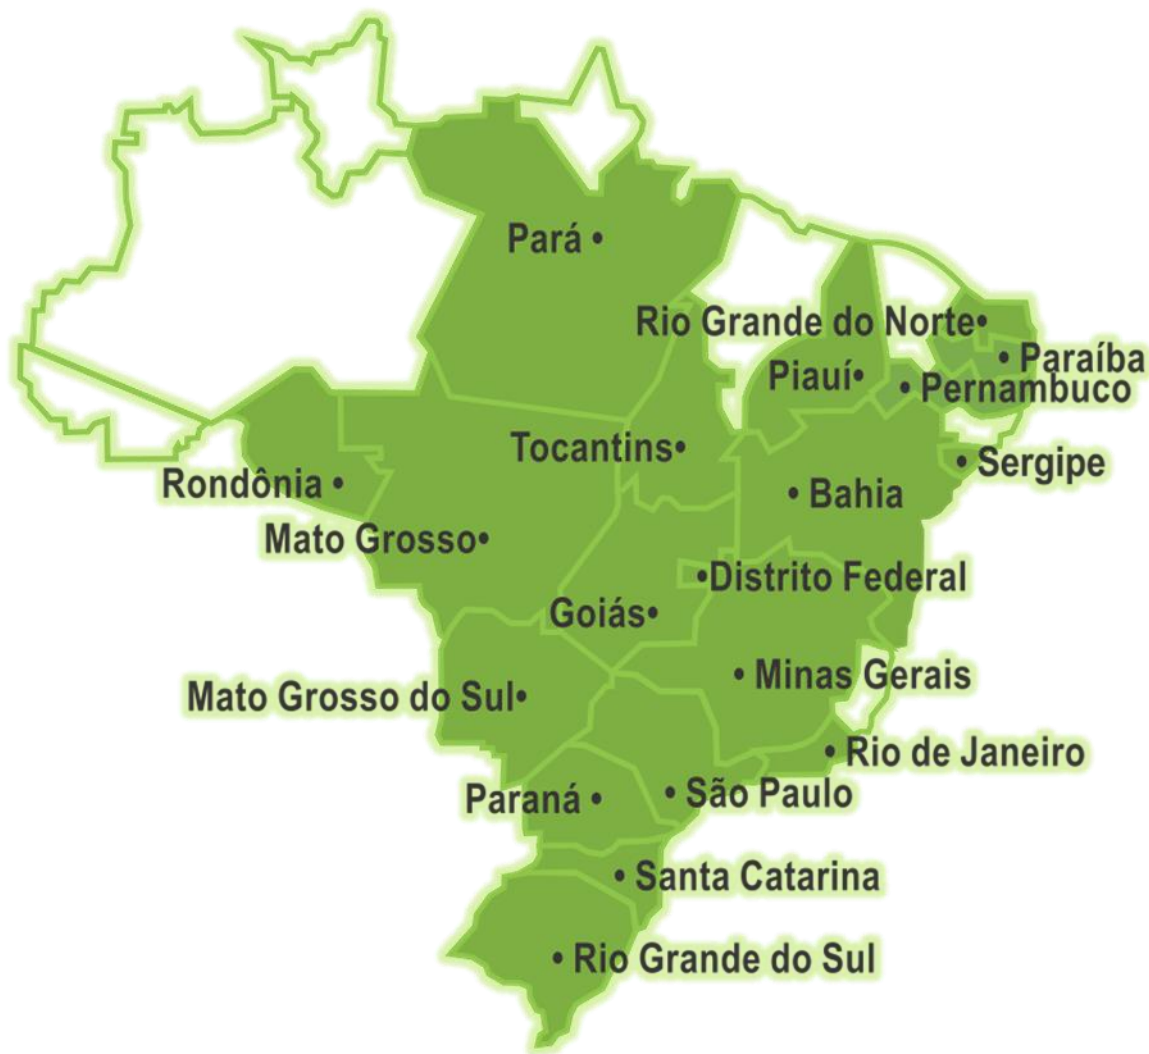 Pará
Rio Grande do Norte
Paraíba
Piauí
Pernambuco
Tocantins
Sergipe
Rondônia
Bahia
Mato Grosso
Distrito Federal
Goiás
Minas Gerais
Mato Grosso do Sul
Rio de Janeiro
Paraná
São Paulo
Santa Catarina
Rio Grande do Sul